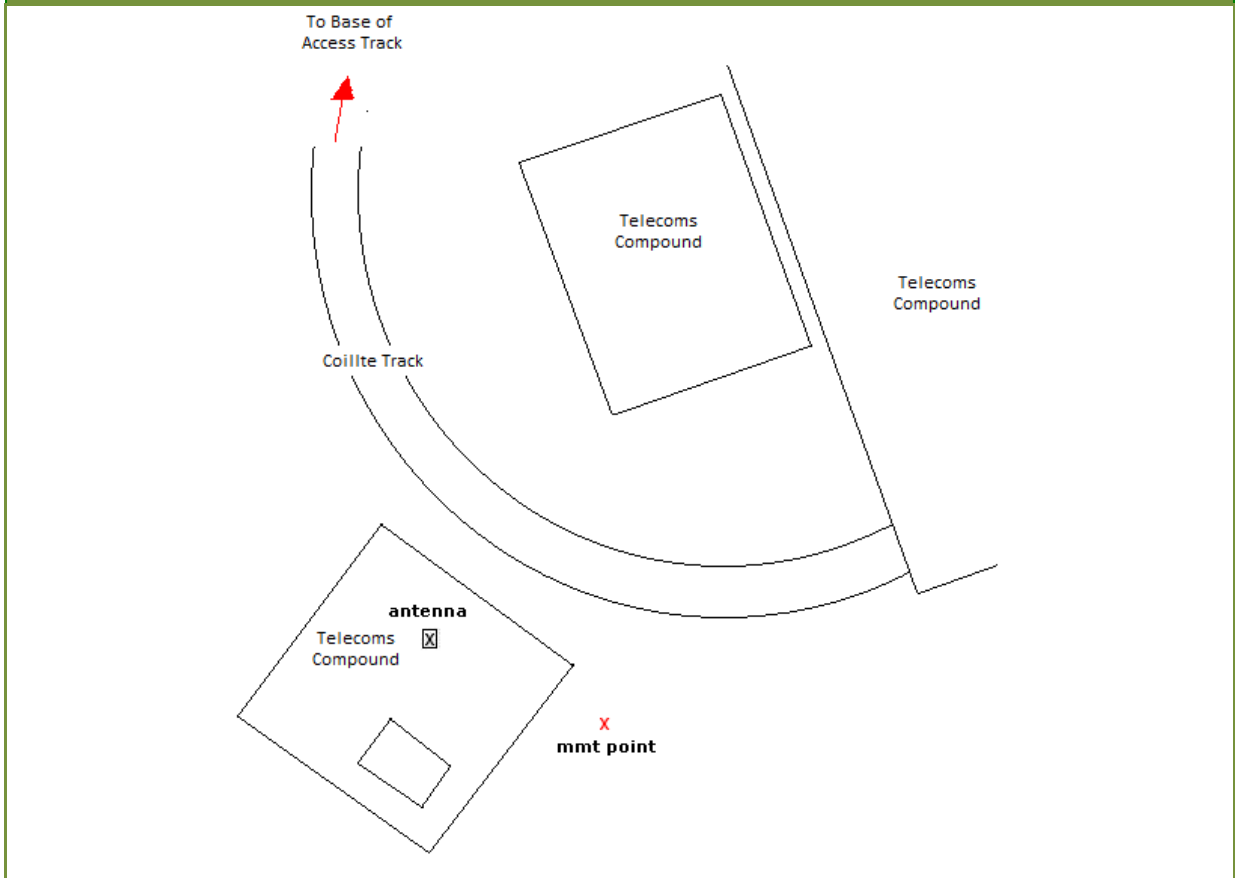 To Base of
Access Track
Telecoms
Compound
Telecoms
Compound
Coillte Track
antenna
Telecoms
Compound
X
X
mmt point